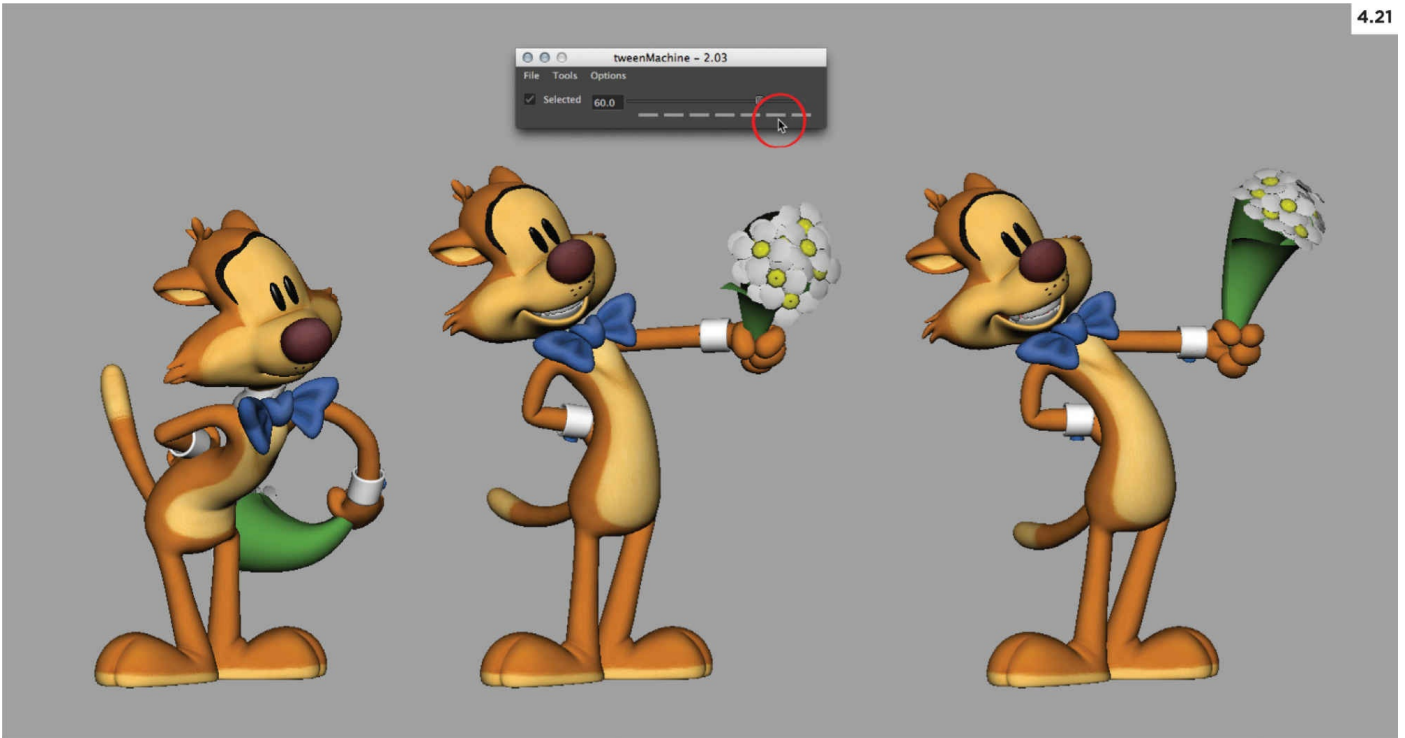 4.21
tweenMachine – 2.03
File Tools Options
Selected 60.0